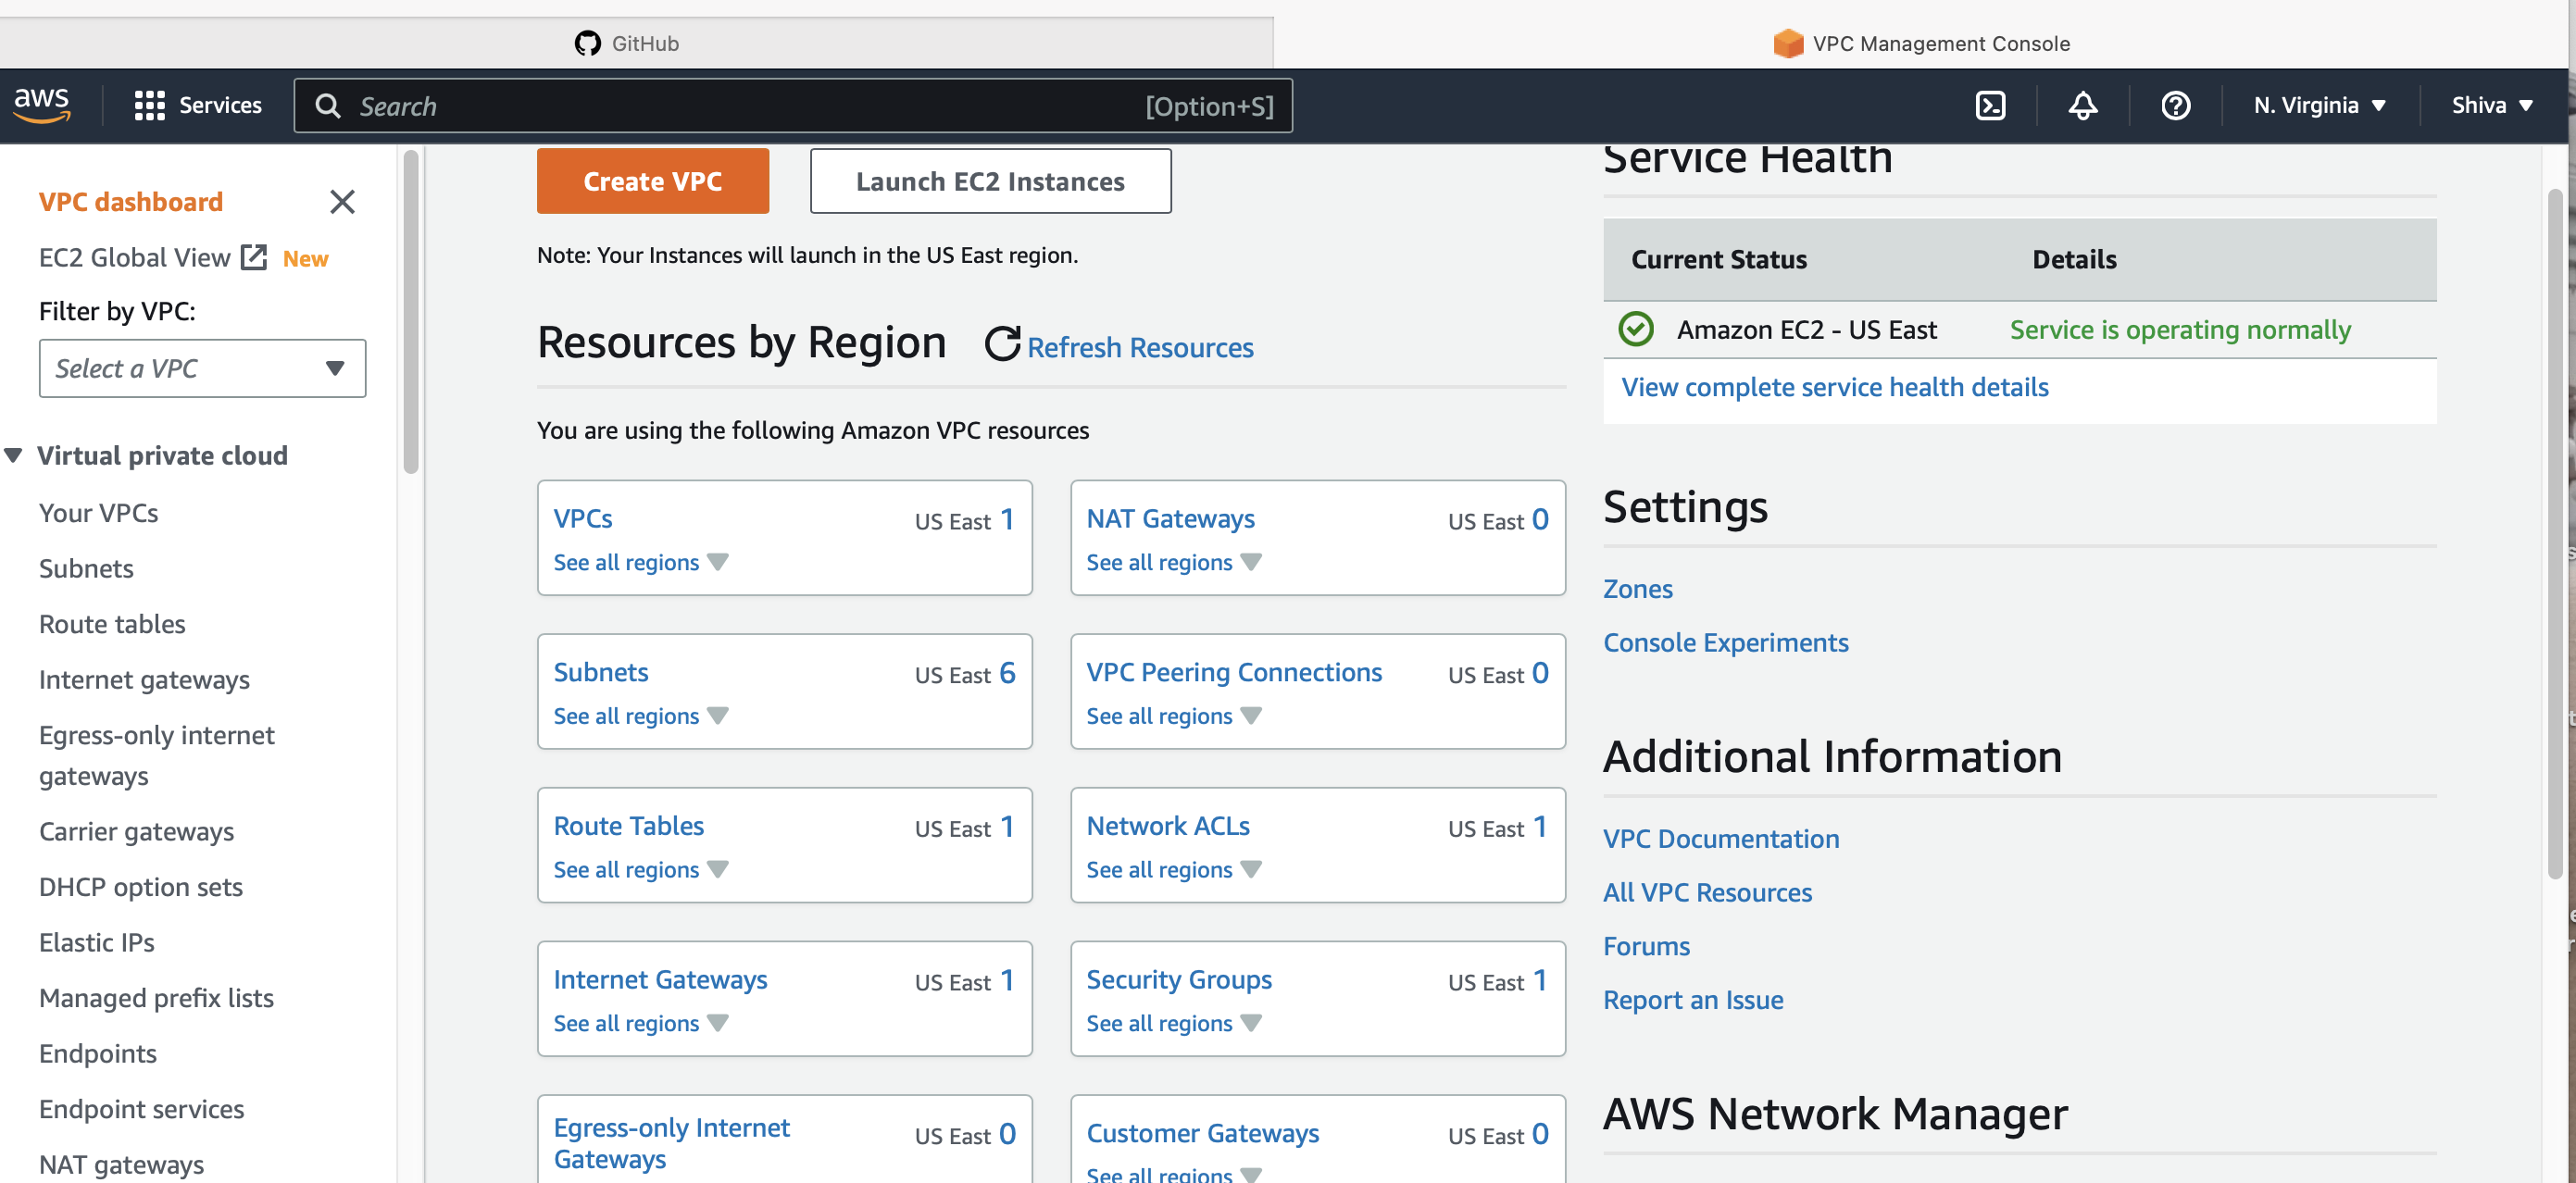 GitHub
VPC Management Console
aws
Services
Search
[Option+S]
N. Virginia
Shiva
VPC dashboard
EC2 Global View
New
Filter by VPC:
Select a VPC
Virtual private cloud
Your VPCs
Subnets
Route tables
Internet gateways
Egress-only internet
gateways
Carrier gateways
DHCP option sets
Elastic IPs
Managed prefix lists
Endpoints
Endpoint services
NAT gateways
Create VPC
Launch EC2 Instances
Note: Your Instances will launch in the US East region.
Resources by Region
Refresh Resources
You are using the following Amazon VPC resources
VPCs
US East 1
See all regions
NAT Gateways
US East 0
See all regions
Subnets
US East 6
See all regions
VPC Peering Connections
US East 0
See all regions
Route Tables
US East 1
See all regions
Network ACLs
US East 1
See all regions
Internet Gateways
US East 1
See all regions
Security Groups
US East 1
See all regions
Egress-only Internet
Gateways
US East 0
Customer Gateways
US East 0
See all regions
Service Health
Current Status
Details
Amazon EC2 - US East
Service is operating normally
View complete service health details
Settings
Zones
Console Experiments
Additional Information
VPC Documentation
All VPC Resources
Forums
Report an Issue
AWS Network Manager